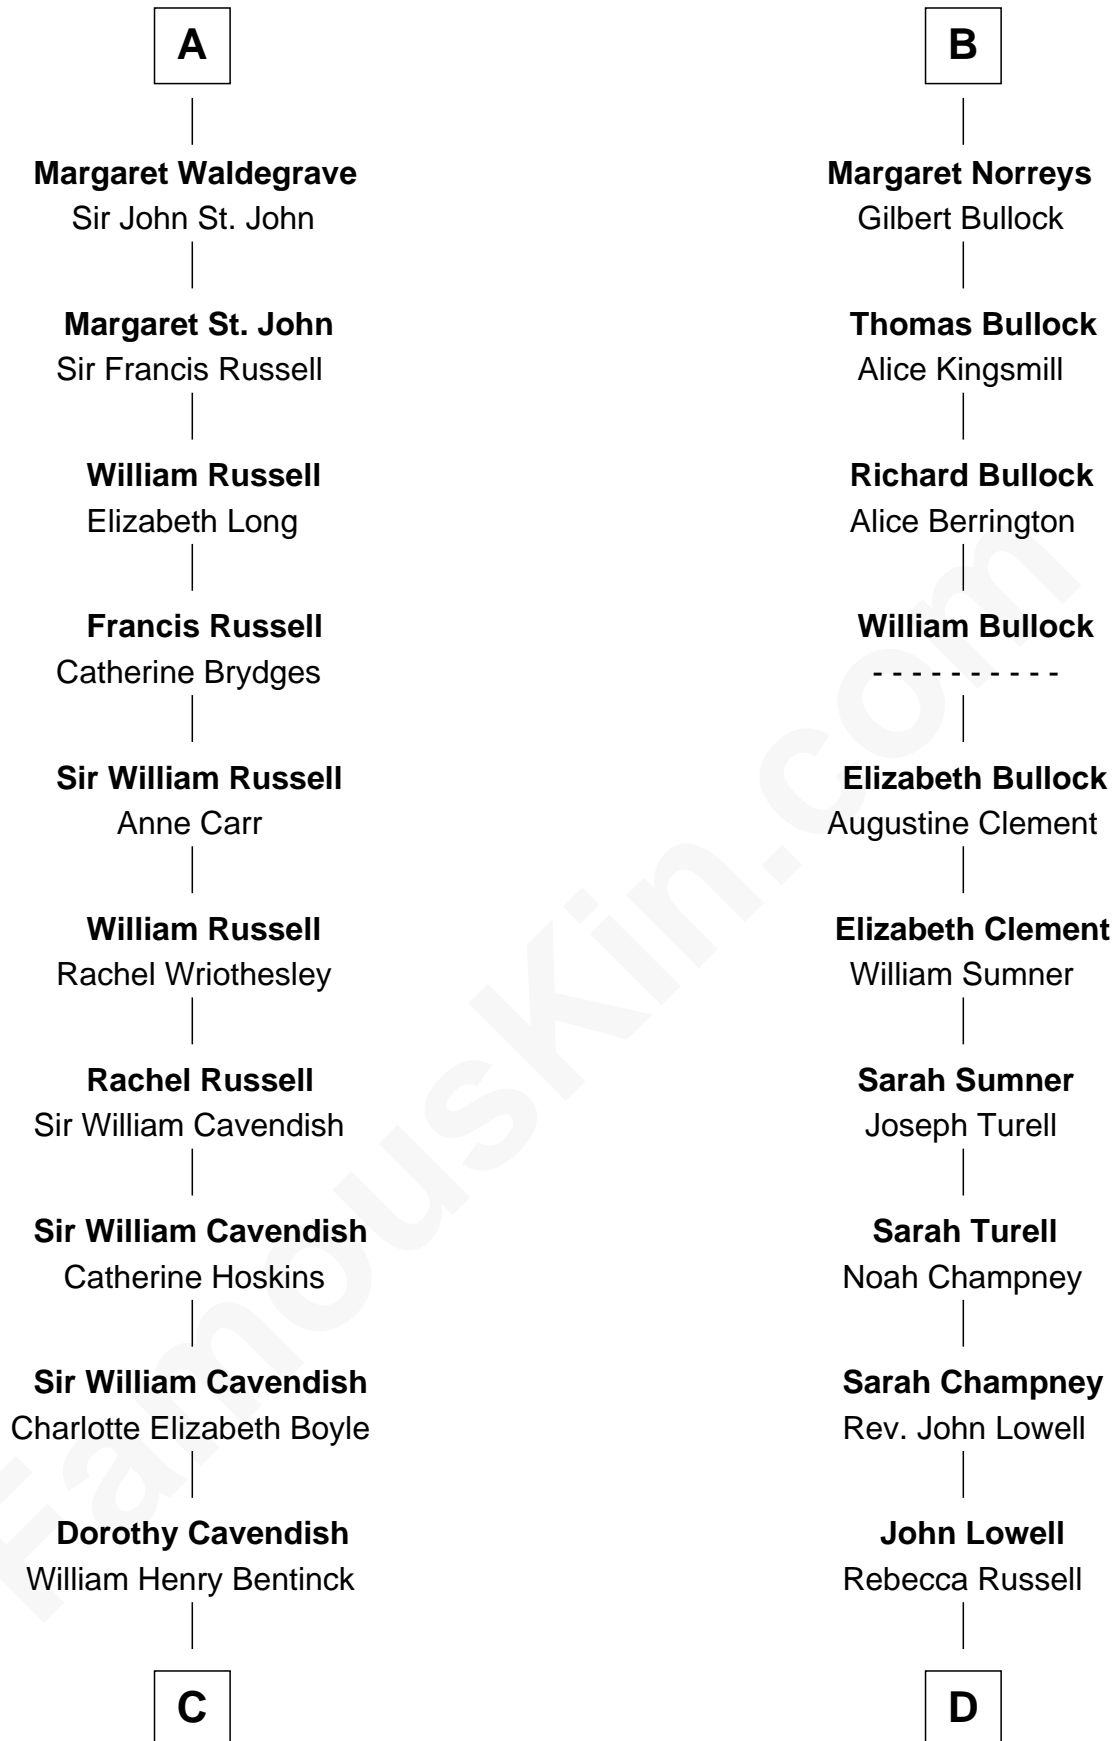 A
Margaret Waldegrave
Sir John St. John
Margaret St. John
Sir Francis Russell
William Russell
Elizabeth Long
Francis Russell
Catherine Brydges
Sir William Russell
Anne Carr
William Russell
Rachel Wriothesley
Rachel Russell
Sir William Cavendish
Sir William Cavendish
Catherine Hoskins
Sir William Cavendish
Charlotte Elizabeth Boyle
Dorothy Cavendish
William Henry Bentinck
C
B
Margaret Norreys
Gilbert Bullock
Thomas Bullock
Alice Kingsmill
Richard Bullock
Alice Berrington
William Bullock
- - - - - - - - - -
Elizabeth Bullock
Augustine Clement
Elizabeth Clement
William Sumner
Sarah Sumner
Joseph Turell
Sarah Turell
Noah Champney
Sarah Champney
Rev. John Lowell
John Lowell
Rebecca Russell
D
FamousKin.com